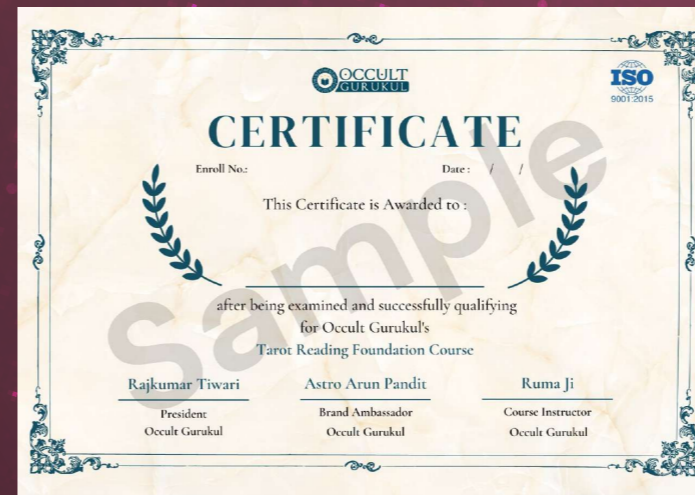 OCCULT
GURUKUL
ISO
9001:2015
CERTIFICATE
Enroll No.: Date : / /
This Certificate is Awarded to :
Sample
after being examined and successfully qualifying
for Occult Gurukul's
Tarot Reading Foundation Course
Rajkumar Tiwari Astro Arun Pandit Ruma Ji
President Brand Ambassador Course Instructor
Occult Gurukul Occult Gurukul Occult Gurukul